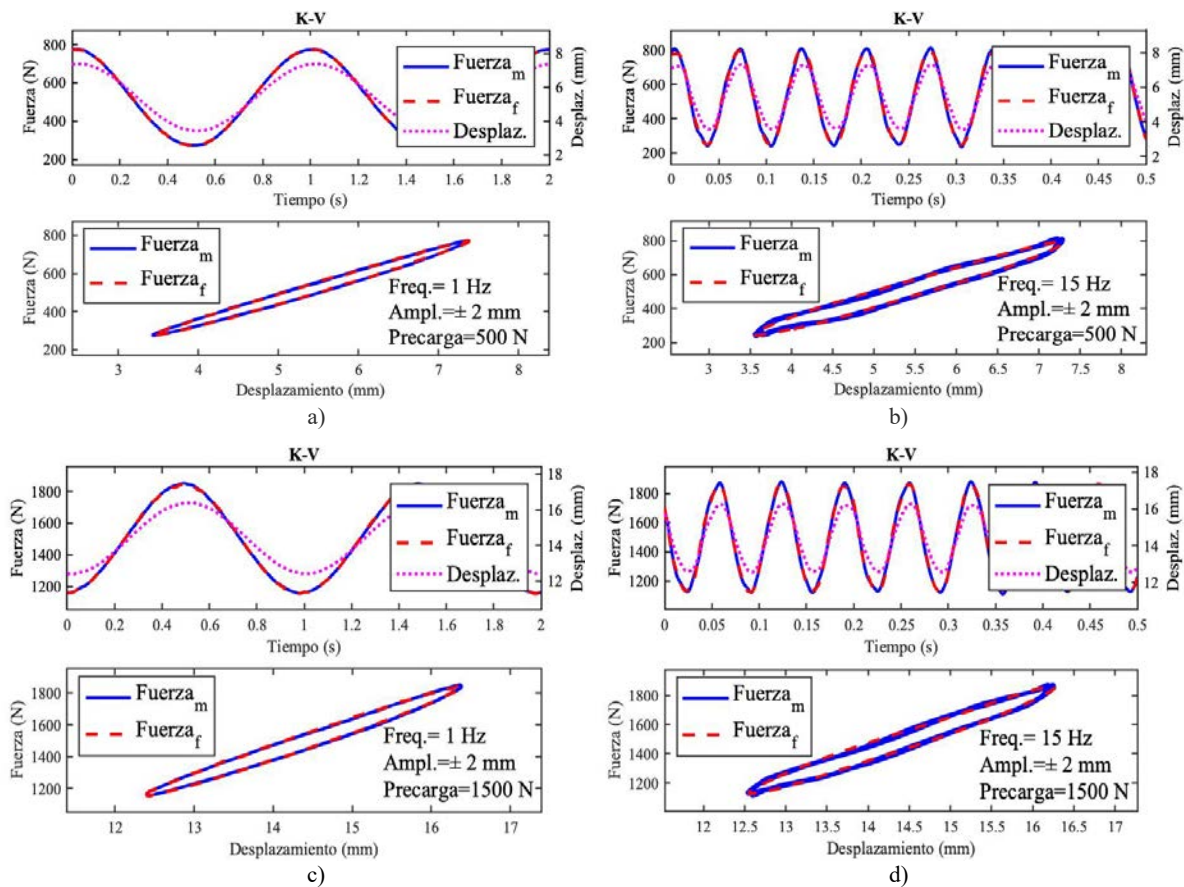 K-V
Fuerza (N)
800
600
400
200
Fuerza_m
Fuerza_f
Desplaz.
8
6
4
2
Desplaz. (mm)
0 0.2 0.4 0.6 0.8 1 1.2 1.4 1.6 1.8 2
Tiempo (s)
Fuerza (N)
800
600
400
200
Fuerza_m
Fuerza_f
Freq.= 1 Hz
Ampl.=± 2 mm
Precarga=500 N
3 4 5 6 7 8
Desplazamiento (mm)
a)
K-V
Fuerza (N)
800
600
400
200
Fuerza_m
Fuerza_f
Desplaz.
8
6
4
2
Desplaz. (mm)
0 0.05 0.1 0.15 0.2 0.25 0.3 0.35 0.4 0.45 0.5
Tiempo (s)
Fuerza (N)
800
600
400
200
Fuerza_m
Fuerza_f
Freq.= 15 Hz
Ampl.=± 2 mm
Precarga=500 N
3 3.5 4 4.5 5 5.5 6 6.5 7 7.5 8
Desplazamiento (mm)
b)
K-V
Fuerza (N)
1800
1600
1400
1200
Fuerza_m
Fuerza_f
Desplaz.
18
16
14
12
Desplaz. (mm)
0 0.2 0.4 0.6 0.8 1 1.2 1.4 1.6 1.8 2
Tiempo (s)
Fuerza (N)
1800
1600
1400
1200
Fuerza_m
Fuerza_f
Freq.= 1 Hz
Ampl.=± 2 mm
Precarga=1500 N
12 13 14 15 16 17
Desplazamiento (mm)
c)
K-V
Fuerza (N)
1800
1600
1400
1200
Fuerza_m
Fuerza_f
Desplaz.
18
16
14
12
Desplaz. (mm)
0 0.05 0.1 0.15 0.2 0.25 0.3 0.35 0.4 0.45 0.5
Tiempo (s)
Fuerza (N)
1800
1600
1400
1200
Fuerza_m
Fuerza_f
Freq.= 15 Hz
Ampl.=± 2 mm
Precarga=1500 N
12 12.5 13 13.5 14 14.5 15 15.5 16 16.5 17
Desplazamiento (mm)
d)